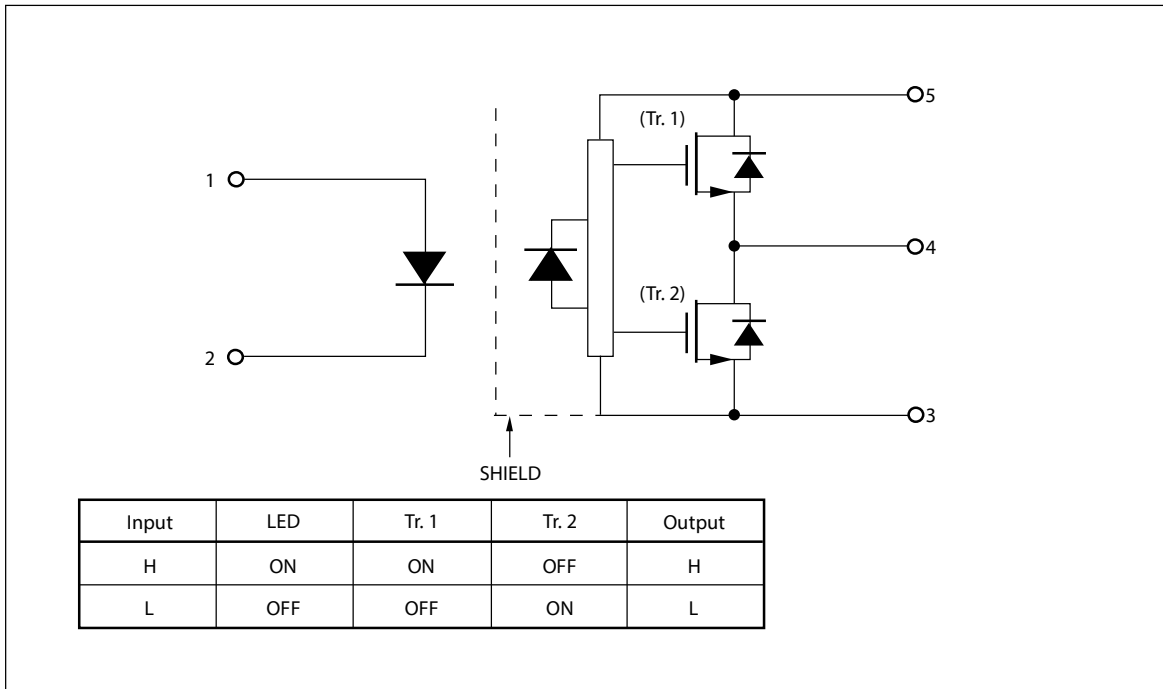 5
(Tr. 1)
1
4
(Tr. 2)
2
3
SHIELD
Input LED Tr. 1 Tr. 2 Output
H ON ON OFF H
L OFF OFF ON L